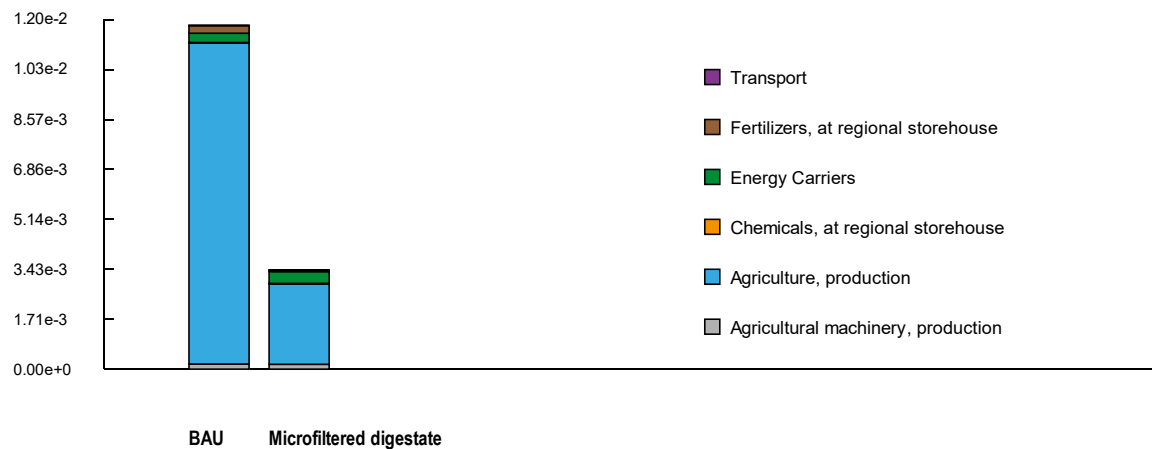 1.20e-2
1.03e-2
8.57e-3
6.86e-3
5.14e-3
3.43e-3
1.71e-3
0.00e+0
Transport
Fertilizers, at regional storehouse
Energy Carriers
Chemicals, at regional storehouse
Agriculture, production
Agricultural machinery, production
BAU Microfiltered digestate